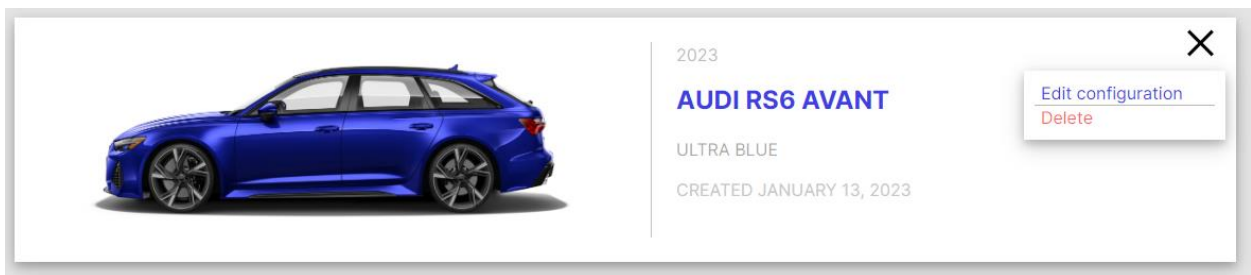 2023
AUDI RS6 AVANT
ULTRA BLUE
CREATED JANUARY 13, 2023
Edit configuration
Delete